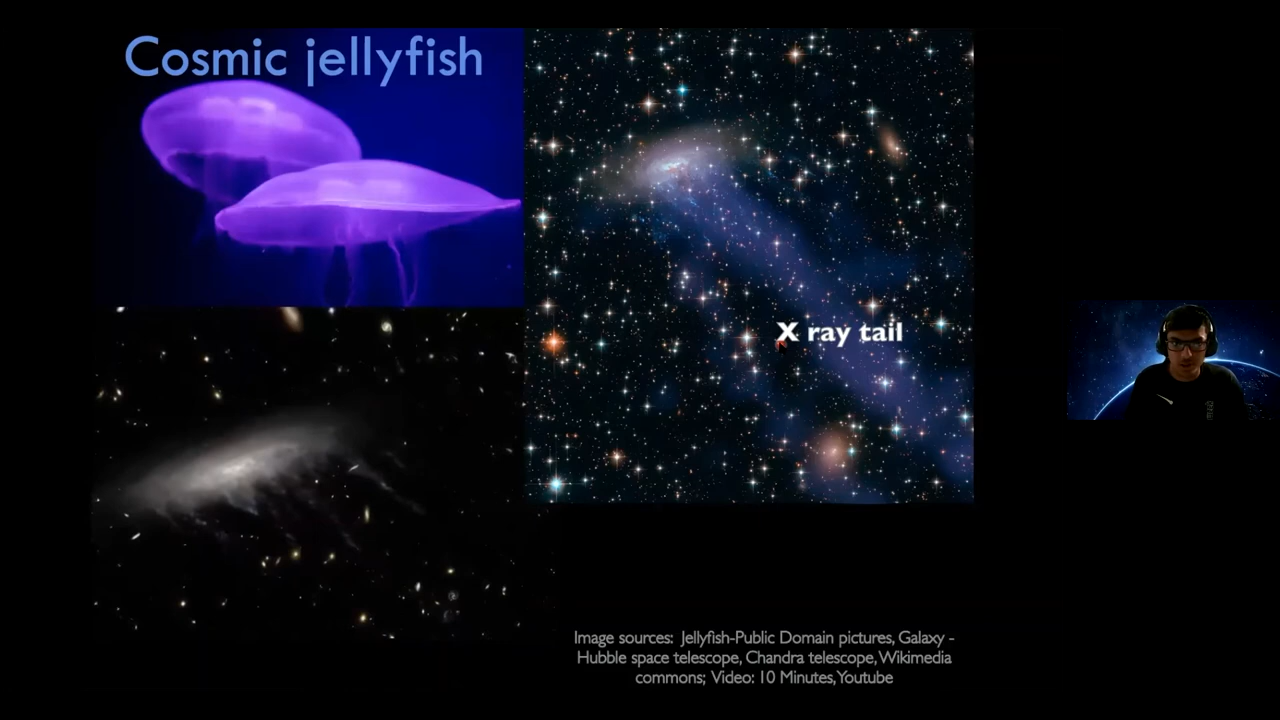 Cosmic jellyfish
X ray tail
Image sources: Jellyfish-Public Domain pictures, Galaxy -
Hubble space telescope, Chandra telescope, Wikimedia
commons; Video: 10 Minutes, Youtube